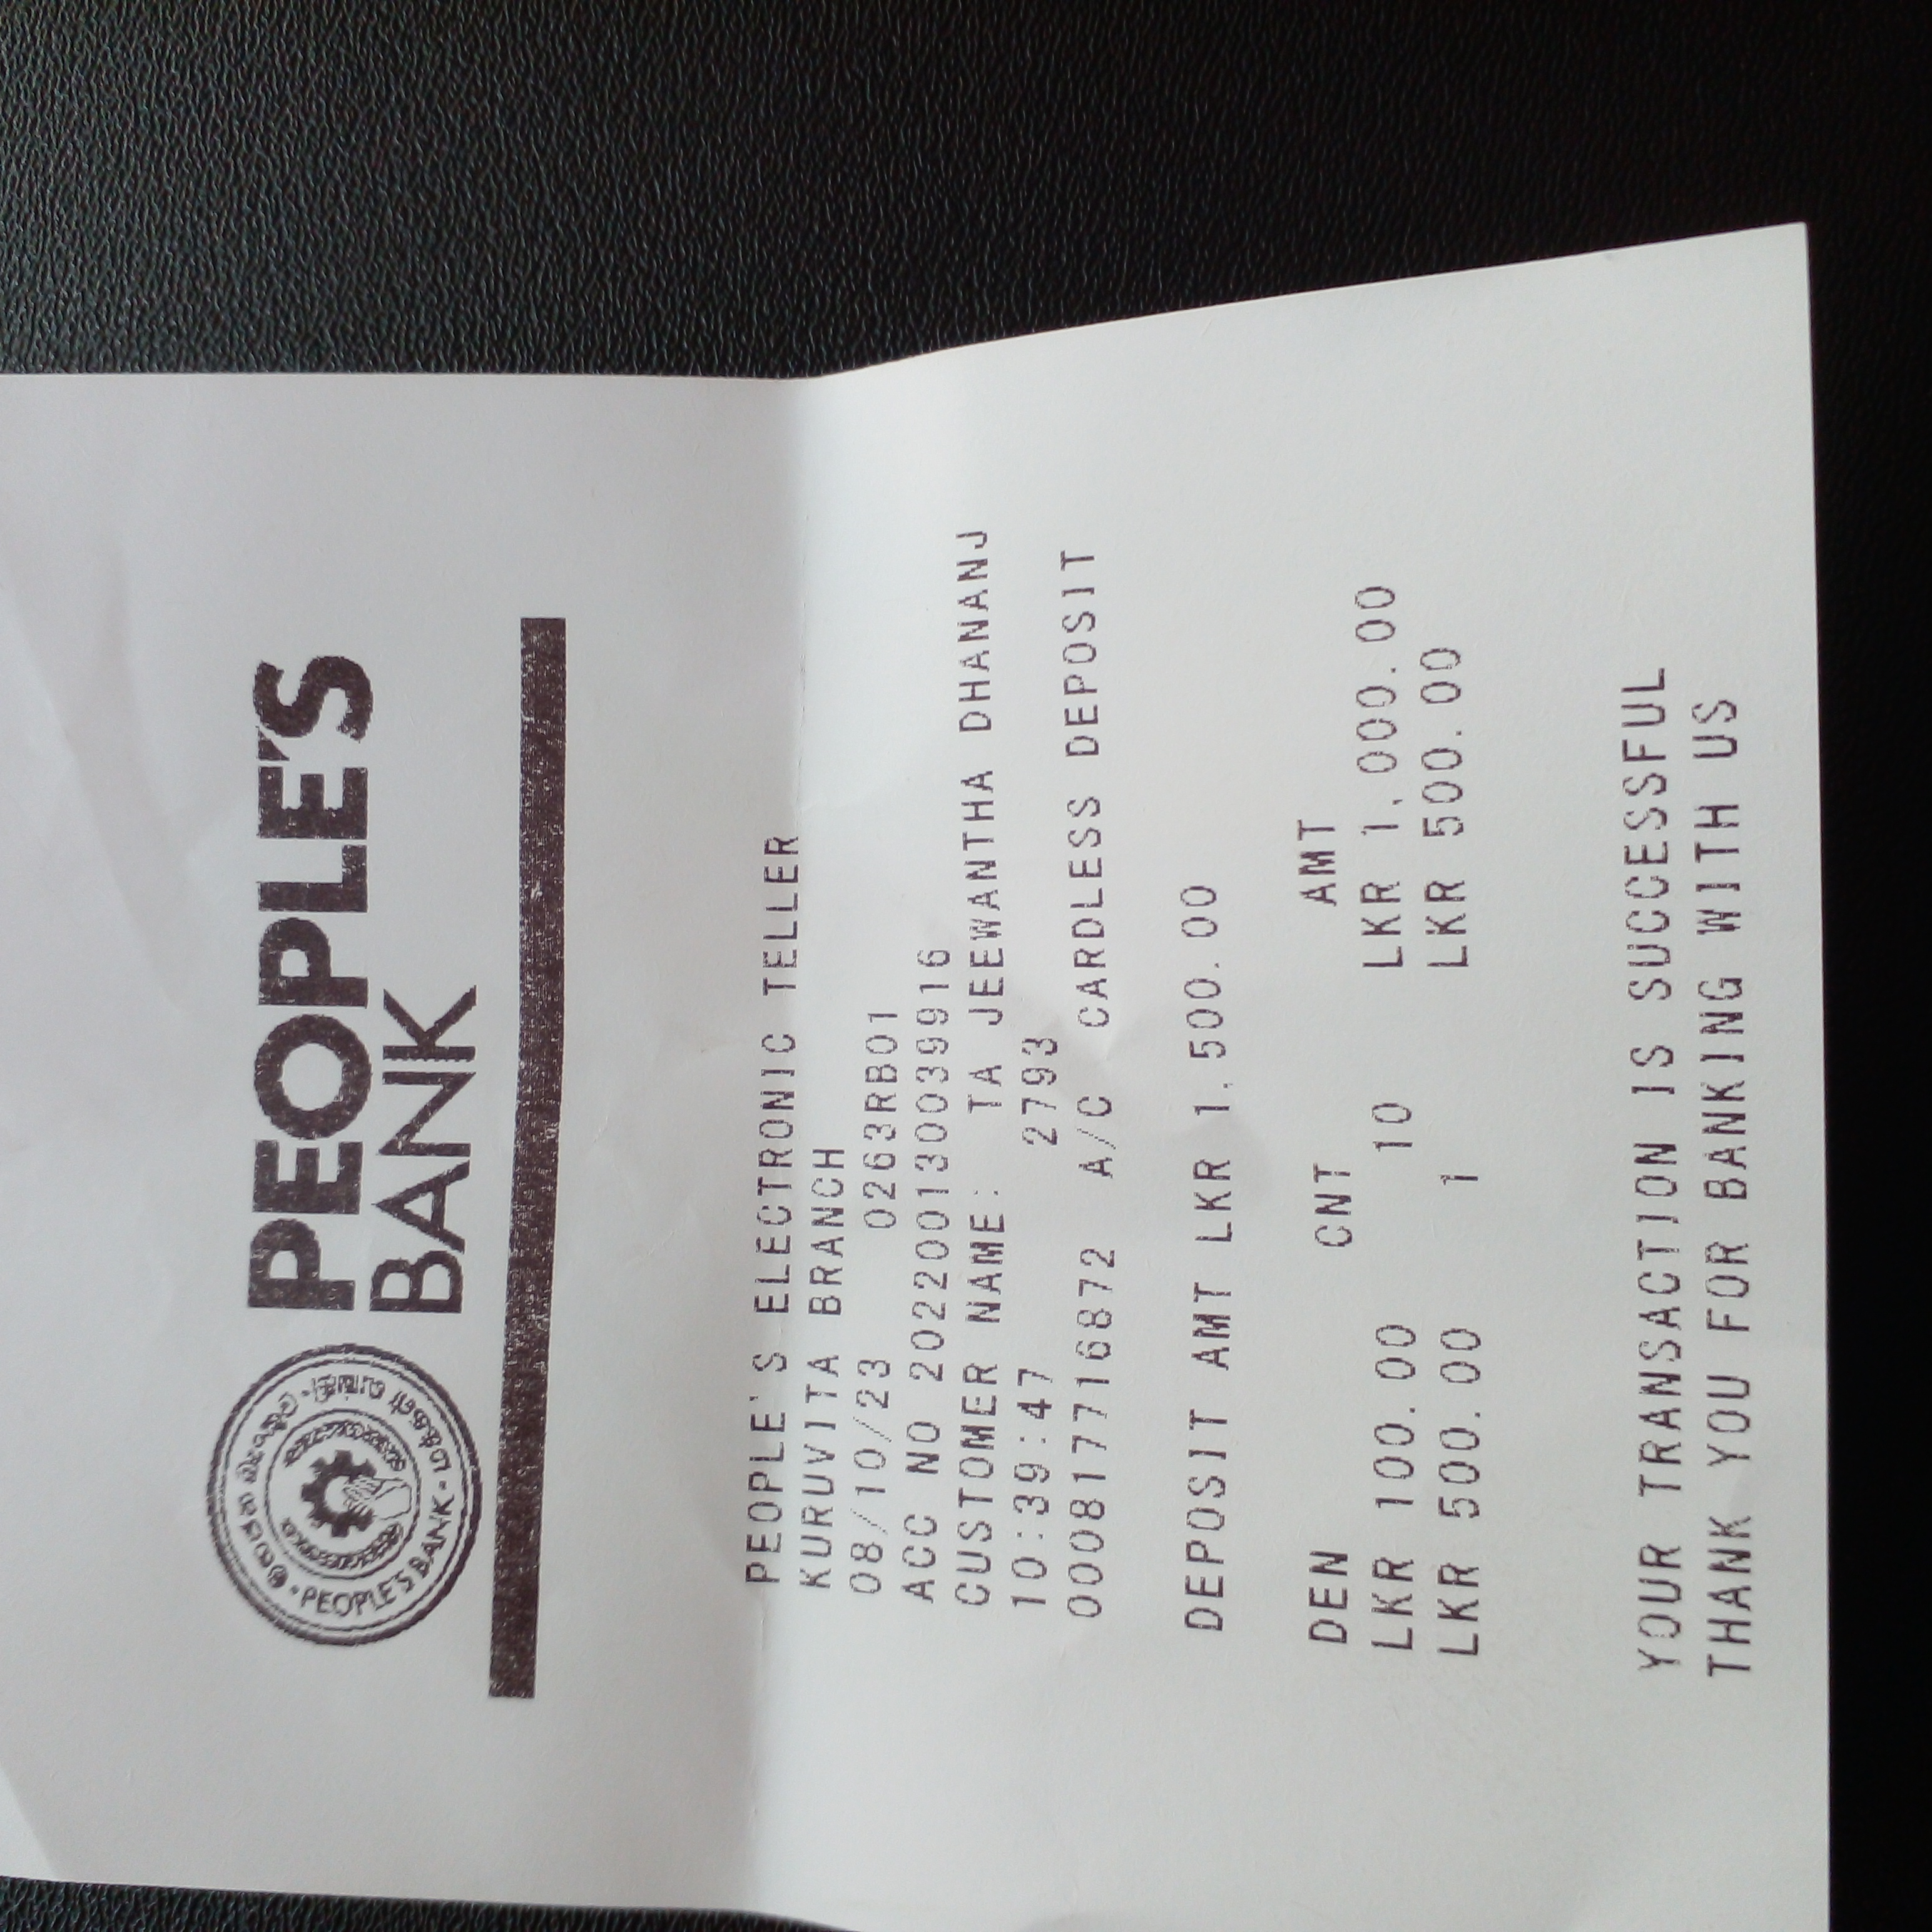 PEOPLE'S
BANK
PEOPLE'S BANK
PEOPLE'S ELECTRONIC TELLER
KURUVITA BRANCH
08/10/23 0263RB01
ACC NO 202200130039916
CUSTOMER NAME: TA JEEWANTHA DHANANJ
10:39:47 2793
0008177716872 A/C CARDLESS DEPOSIT
DEPOSIT AMT LKR 1,500.00
DEN CNT AMT
LKR 100.00 10 LKR 1,000.00
LKR 500.00 1 LKR 500.00
YOUR TRANSACTION IS SUCCESSFUL
THANK YOU FOR BANKING WITH US